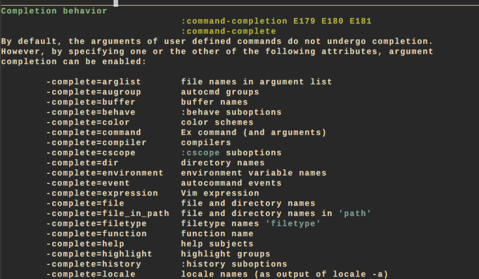 Completion behavior
:command-completion E179 E180 E181
:command-complete
By default, the arguments of user defined commands do not undergo completion.
However, by specifying one or the other of the following attributes, argument
completion can be enabled:
-complete=arglist file names in argument list
-complete=augroup autocmd groups
-complete=buffer buffer names
-complete=behave :behave suboptions
-complete=color color schemes
-complete=command Ex command (and arguments)
-complete=compiler compilers
-complete=cscope :cscope suboptions
-complete=dir directory names
-complete=environment environment variable names
-complete=event autocommand events
-complete=expression Vim expression
-complete=file file and directory names
-complete=file_in_path file and directory names in 'path'
-complete=filetype filetype names 'filetype'
-complete=function function name
-complete=help help subjects
-complete=highlight highlight groups
-complete=history :history suboptions
-complete=locale locale names (as output of locale -a)